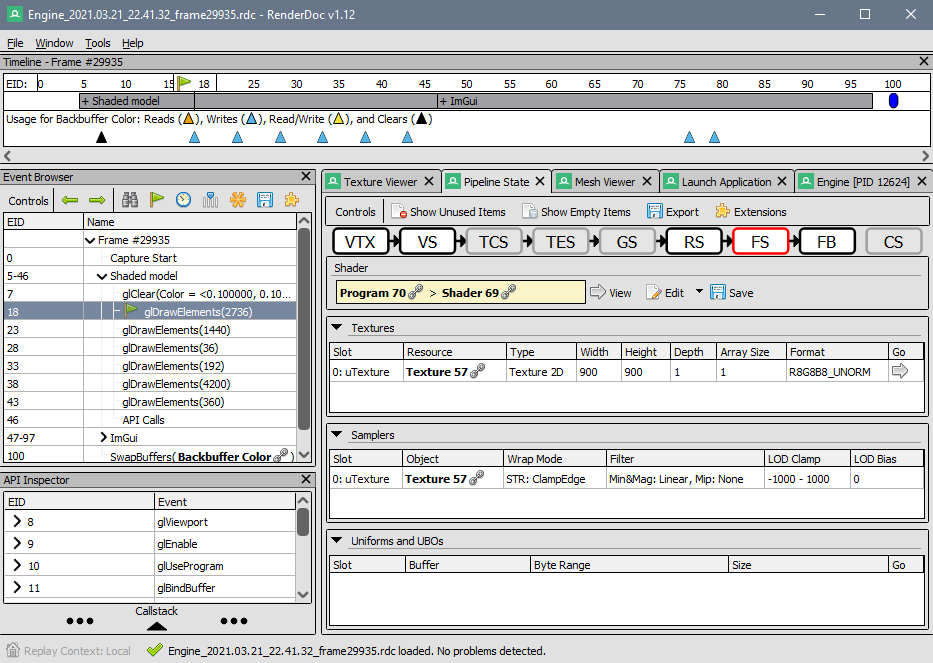 Engine_2021.03.21_22.41.32_frame29935.rdc - RenderDoc v1.12
File Window Tools Help
Timeline - Frame #29935
EID: 0 5 10 15 18 25 30 35 40 45 50 55 60 65 70 75 80 85 90 95 100
+ Shaded model + ImGui
Usage for Backbuffer Color: Reads ( ), Writes ( ), Read/Write ( ), and Clears ( )
Event Browser
Controls
EID Name
Frame #29935
0 Capture Start
5-46 Shaded model
7 glClear(Color = <0.100000, 0.10...
18 glDrawElements(2736)
23 glDrawElements(1440)
28 glDrawElements(36)
33 glDrawElements(192)
38 glDrawElements(4200)
43 glDrawElements(360)
46 API Calls
47-97 ImGui
100 SwapBuffers( Backbuffer Color )
API Inspector
EID Event
8 glViewport
9 glEnable
10 glUseProgram
11 glBindBuffer
Callstack
Texture Viewer Pipeline State Mesh Viewer Launch Application Engine [PID 12624]
Controls Show Unused Items Show Empty Items Export Extensions
VTX VS TCS TES GS RS FS FB CS
Shader
Program 70 > Shader 69 View Edit Save
Textures
Slot Resource Type Width Height Depth Array Size Format Go
0: uTexture Texture 57 Texture 2D 900 900 1 1 R8G8B8_UNORM
Samplers
Slot Object Wrap Mode Filter LOD Clamp LOD Bias
0: uTexture Texture 57 STR: ClampEdge Min&Mag: Linear, Mip: None -1000 - 1000 0
Uniforms and UBOs
Slot Buffer Byte Range Size Go
Replay Context: Local Engine_2021.03.21_22.41.32_frame29935.rdc loaded. No problems detected.